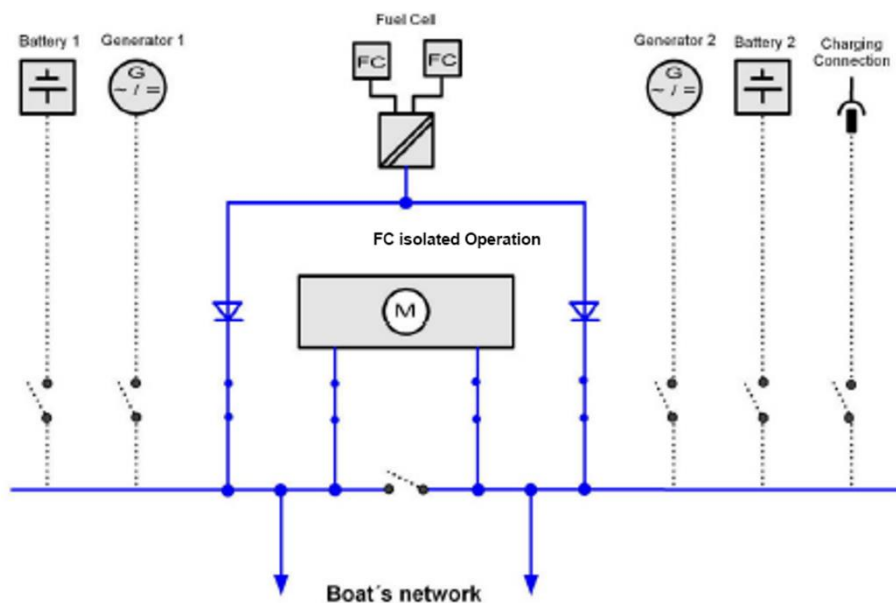 Fuel Cell
Battery 1
Generator 1
Generator 2
Battery 2
Charging
Connection
FC
FC
G
~ / =
G
~ / =
FC isolated Operation
M
Boat´s network